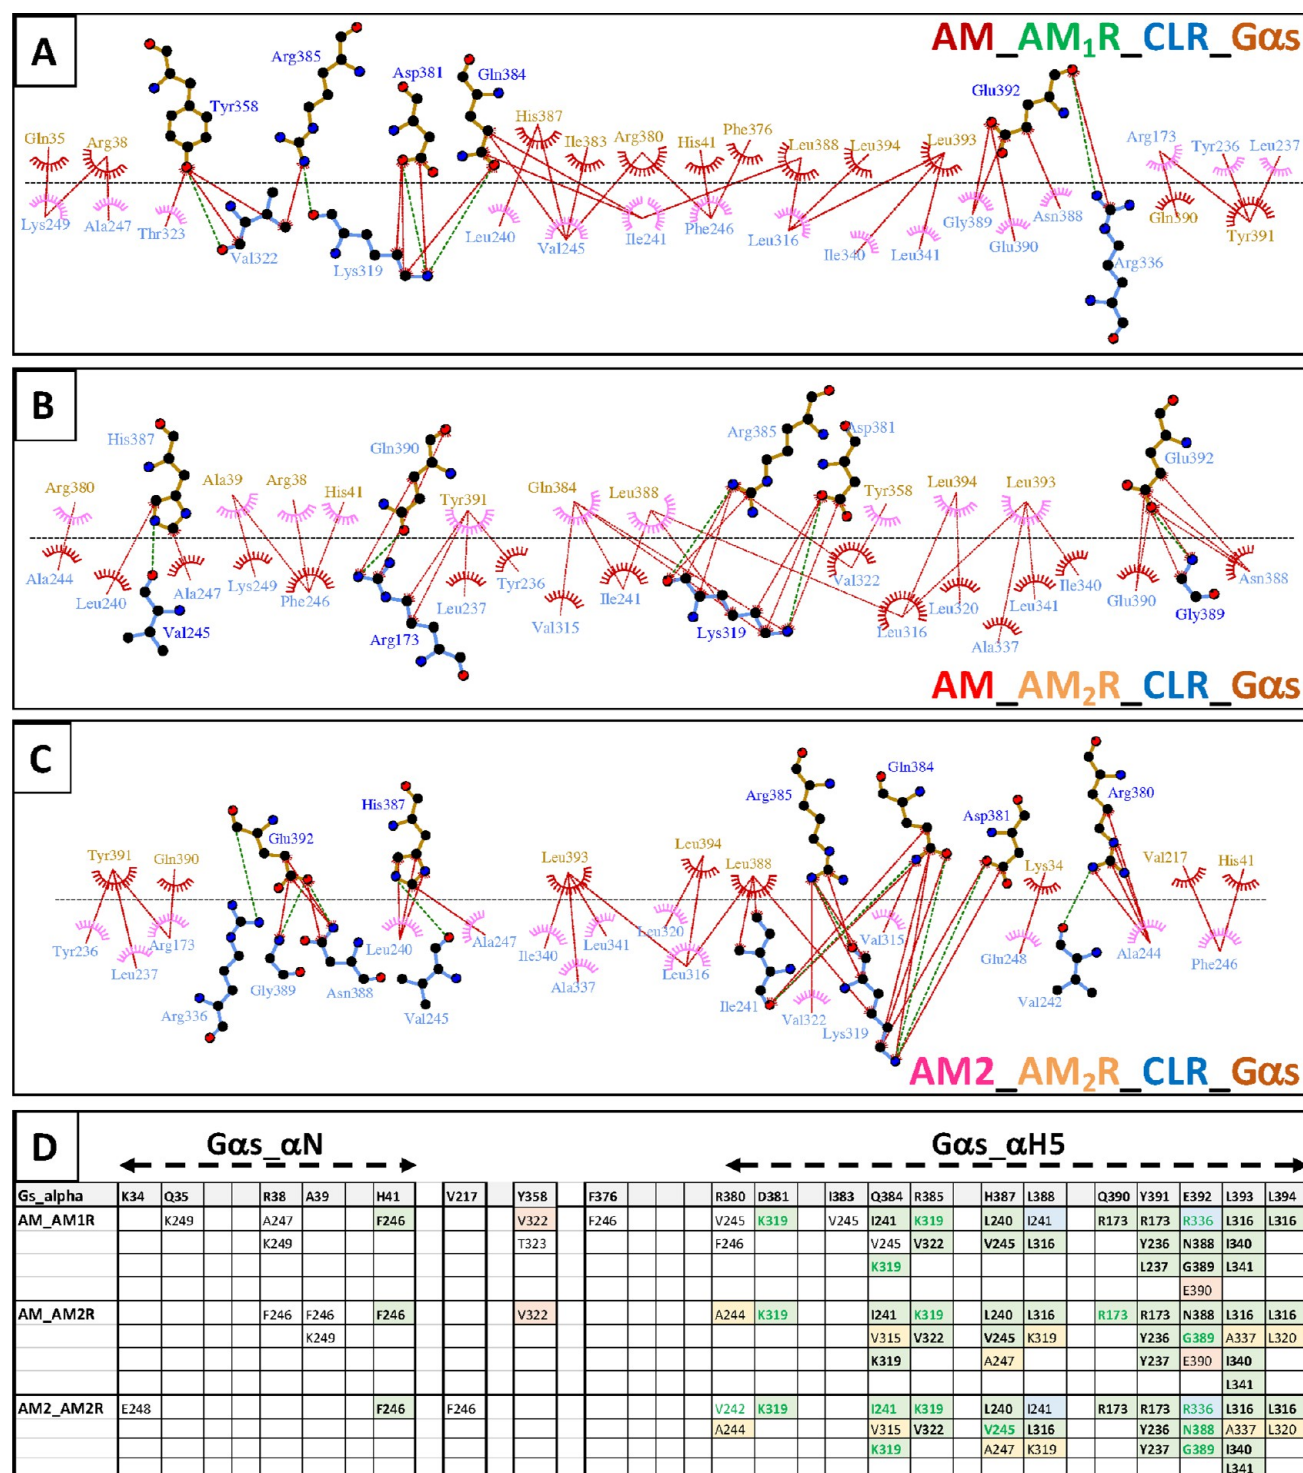 A
AM_AM₁R_CLR_Gαs
Arg385
Asp381
Gln384
Glu392
Tyr358
His387
Gln35
Arg38
Ile383
Arg380
His41
Phe376
Leu388
Leu394
Leu393
Arg173
Tyr236
Leu237
Lys249
Ala247
Thr323
Val322
Lys319
Leu240
Val245
Ile241
Phe246
Leu316
Ile340
Leu341
Gly389
Glu390
Asn388
Arg336
Gln390
Tyr391
B
His387
Gln390
Arg385
Asp381
Glu392
Arg380
Ala39
Arg38
His41
Tyr391
Gln384
Leu388
Tyr358
Leu394
Leu393
Ala244
Leu240
Ala247
Lys249
Phe246
Leu237
Tyr236
Val315
Ile241
Val322
Leu316
Leu320
Leu341
Ile340
Glu390
Asn388
Val245
Arg173
Lys319
Ala337
Gly389
AM_AM₂R_CLR_Gαs
C
Gln384
Arg385
Arg380
His387
Asp381
Glu392
Tyr391
Gln390
Leu393
Leu394
Leu388
Lys34
Val217
His41
Tyr236
Leu237
Arg173
Arg336
Gly389
Asn388
Leu240
Val245
Ala247
Ile340
Ala337
Leu341
Leu320
Leu316
Ile241
Val322
Val315
Lys319
Glu248
Val242
Ala244
Phe246
AM2_AM₂R_CLR_Gαs
D
Gαs_αN Gαs_αH5
Gs_alpha K34 Q35 R38 A39 H41 V217 Y358 F376 R380 D381 I383 Q384 R385 H387 L388 Q390 Y391 E392 L393 L394
AM_AM1R K249 A247 F246 V322 F246 V245 K319 V245 I241 K319 L240 I241 R173 R173 R336 L316 L316
K249 T323 F246 V245 V322 V245 L316 Y236 N388 I340
K319 L237 G389 L341
E390
AM_AM2R F246 F246 F246 V322 A244 K319 I241 K319 L240 L316 R173 R173 N388 L316 L316
K249 V315 V322 V245 K319 Y236 G389 A337 L320
K319 A247 Y237 E390 I340
L341
AM2_AM2R E248 F246 F246 V242 K319 I241 K319 L240 I241 R173 R173 R336 L316 L316
A244 V315 V322 V245 L316 Y236 N388 A337 L320
K319 A247 K319 Y237 G389 I340
L341